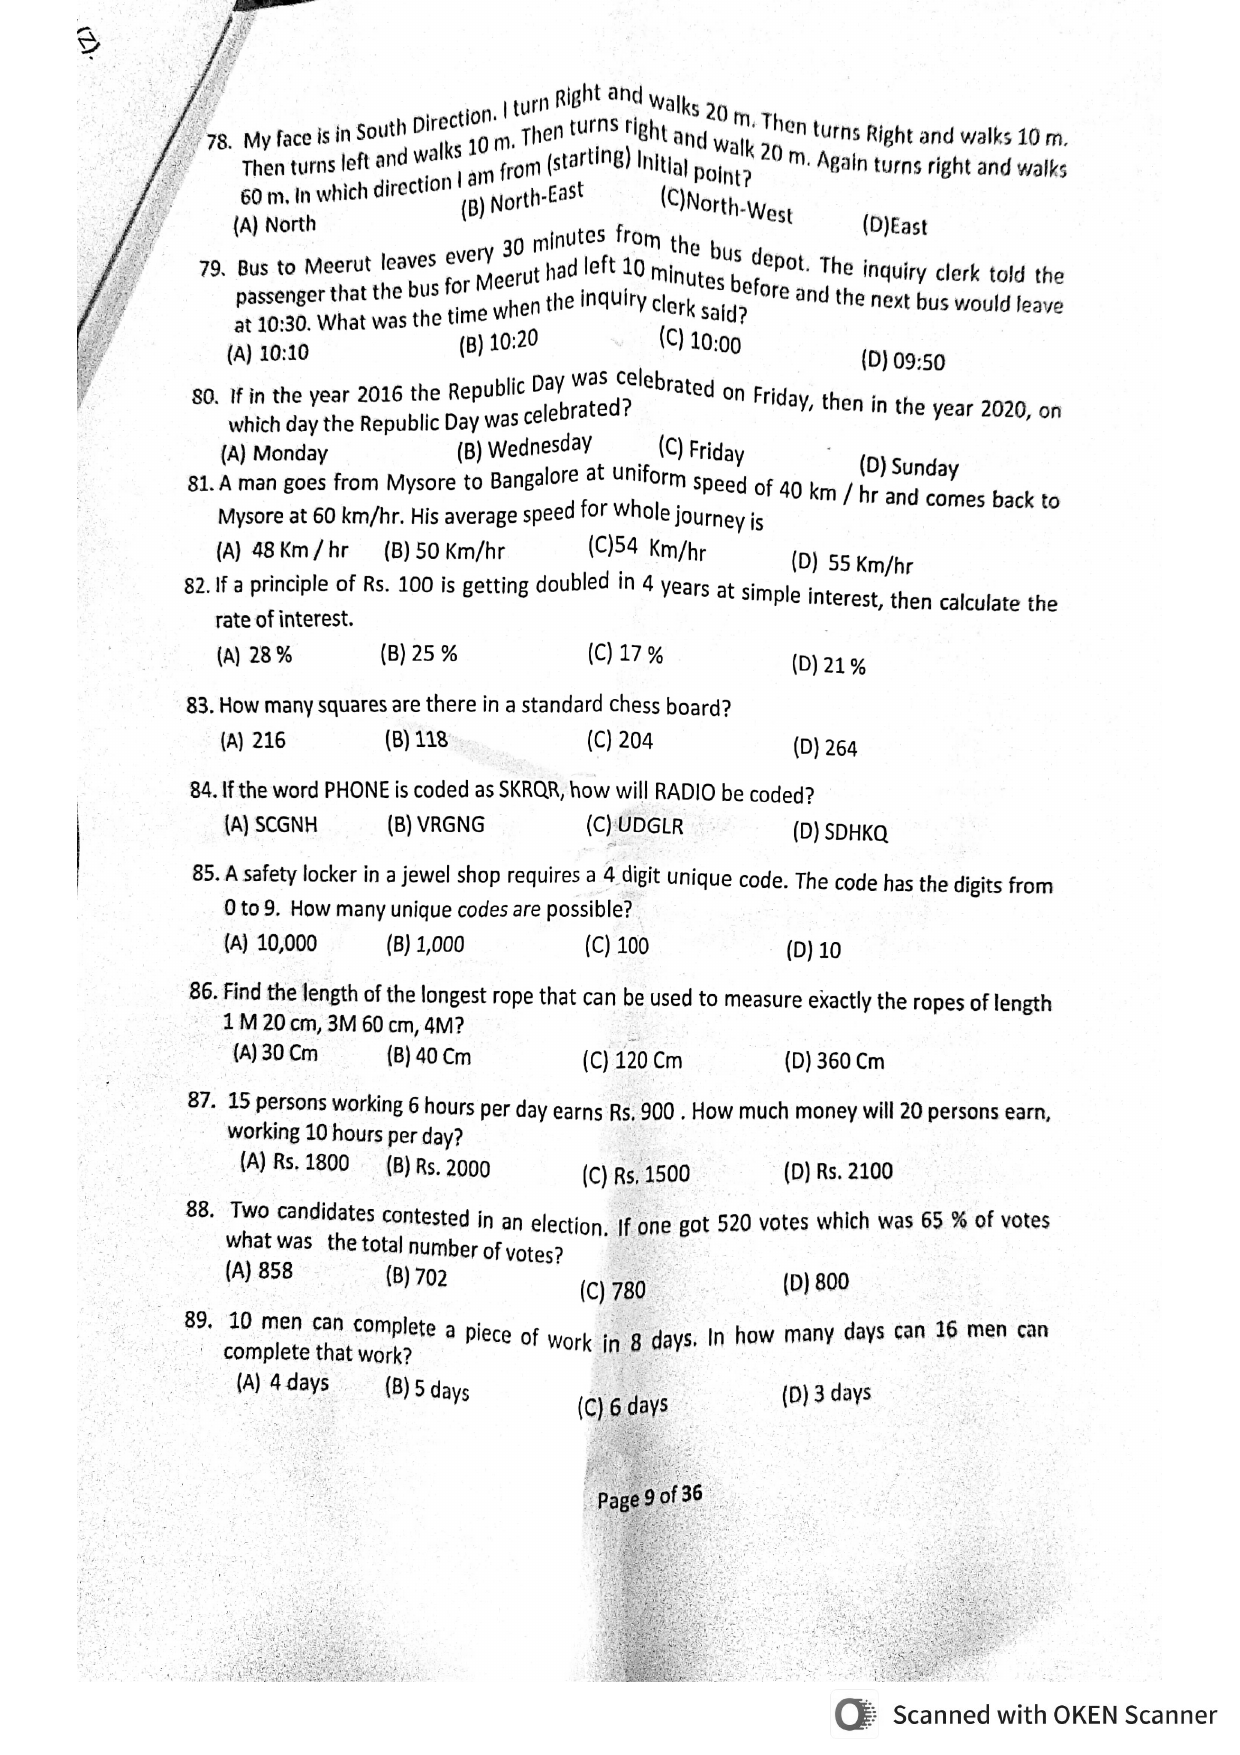 (Z).
78. My face is in South Direction. I turn Right and walks 20 m. Then turns Right and walks 10 m.
Then turns left and walks 10 m. Then turns right and walk 20 m. Again turns right and walks
60 m. In which direction I am from (starting) Initial point?
(A) North (B) North-East (C)North-West (D)East
79. Bus to Meerut leaves every 30 minutes from the bus depot. The inquiry clerk told the
passenger that the bus for Meerut had left 10 minutes before and the next bus would leave
at 10:30. What was the time when the inquiry clerk said?
(A) 10:10 (B) 10:20 (C) 10:00 (D) 09:50
80. If in the year 2016 the Republic Day was celebrated on Friday, then in the year 2020, on
which day the Republic Day was celebrated?
(A) Monday (B) Wednesday (C) Friday (D) Sunday
81. A man goes from Mysore to Bangalore at uniform speed of 40 km / hr and comes back to
Mysore at 60 km/hr. His average speed for whole journey is
(A) 48 Km / hr (B) 50 Km/hr (C)54 Km/hr (D) 55 Km/hr
82. If a principle of Rs. 100 is getting doubled in 4 years at simple interest, then calculate the
rate of interest.
(A) 28 % (B) 25 % (C) 17 % (D) 21 %
83. How many squares are there in a standard chess board?
(A) 216 (B) 118 (C) 204 (D) 264
84. If the word PHONE is coded as SKRQR, how will RADIO be coded?
(A) SCGNH (B) VRGNG (C) UDGLR (D) SDHKQ
85. A safety locker in a jewel shop requires a 4 digit unique code. The code has the digits from
0 to 9. How many unique codes are possible?
(A) 10,000 (B) 1,000 (C) 100 (D) 10
86. Find the length of the longest rope that can be used to measure exactly the ropes of length
1 M 20 cm, 3M 60 cm, 4M?
(A) 30 Cm (B) 40 Cm (C) 120 Cm (D) 360 Cm
87. 15 persons working 6 hours per day earns Rs. 900 . How much money will 20 persons earn,
working 10 hours per day?
(A) Rs. 1800 (B) Rs. 2000 (C) Rs. 1500 (D) Rs. 2100
88. Two candidates contested in an election. If one got 520 votes which was 65 % of votes
what was the total number of votes?
(A) 858 (B) 702 (C) 780 (D) 800
89. 10 men can complete a piece of work in 8 days. In how many days can 16 men can
complete that work?
(A) 4 days (B) 5 days (C) 6 days (D) 3 days
Page 9 of 36
Scanned with OKEN Scanner